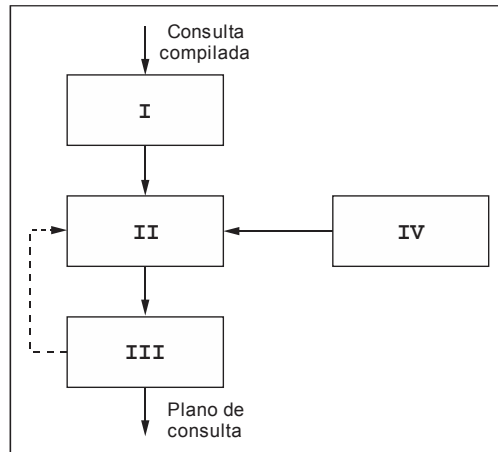 Consulta
compilada
I
II
IV
III
Plano de
consulta